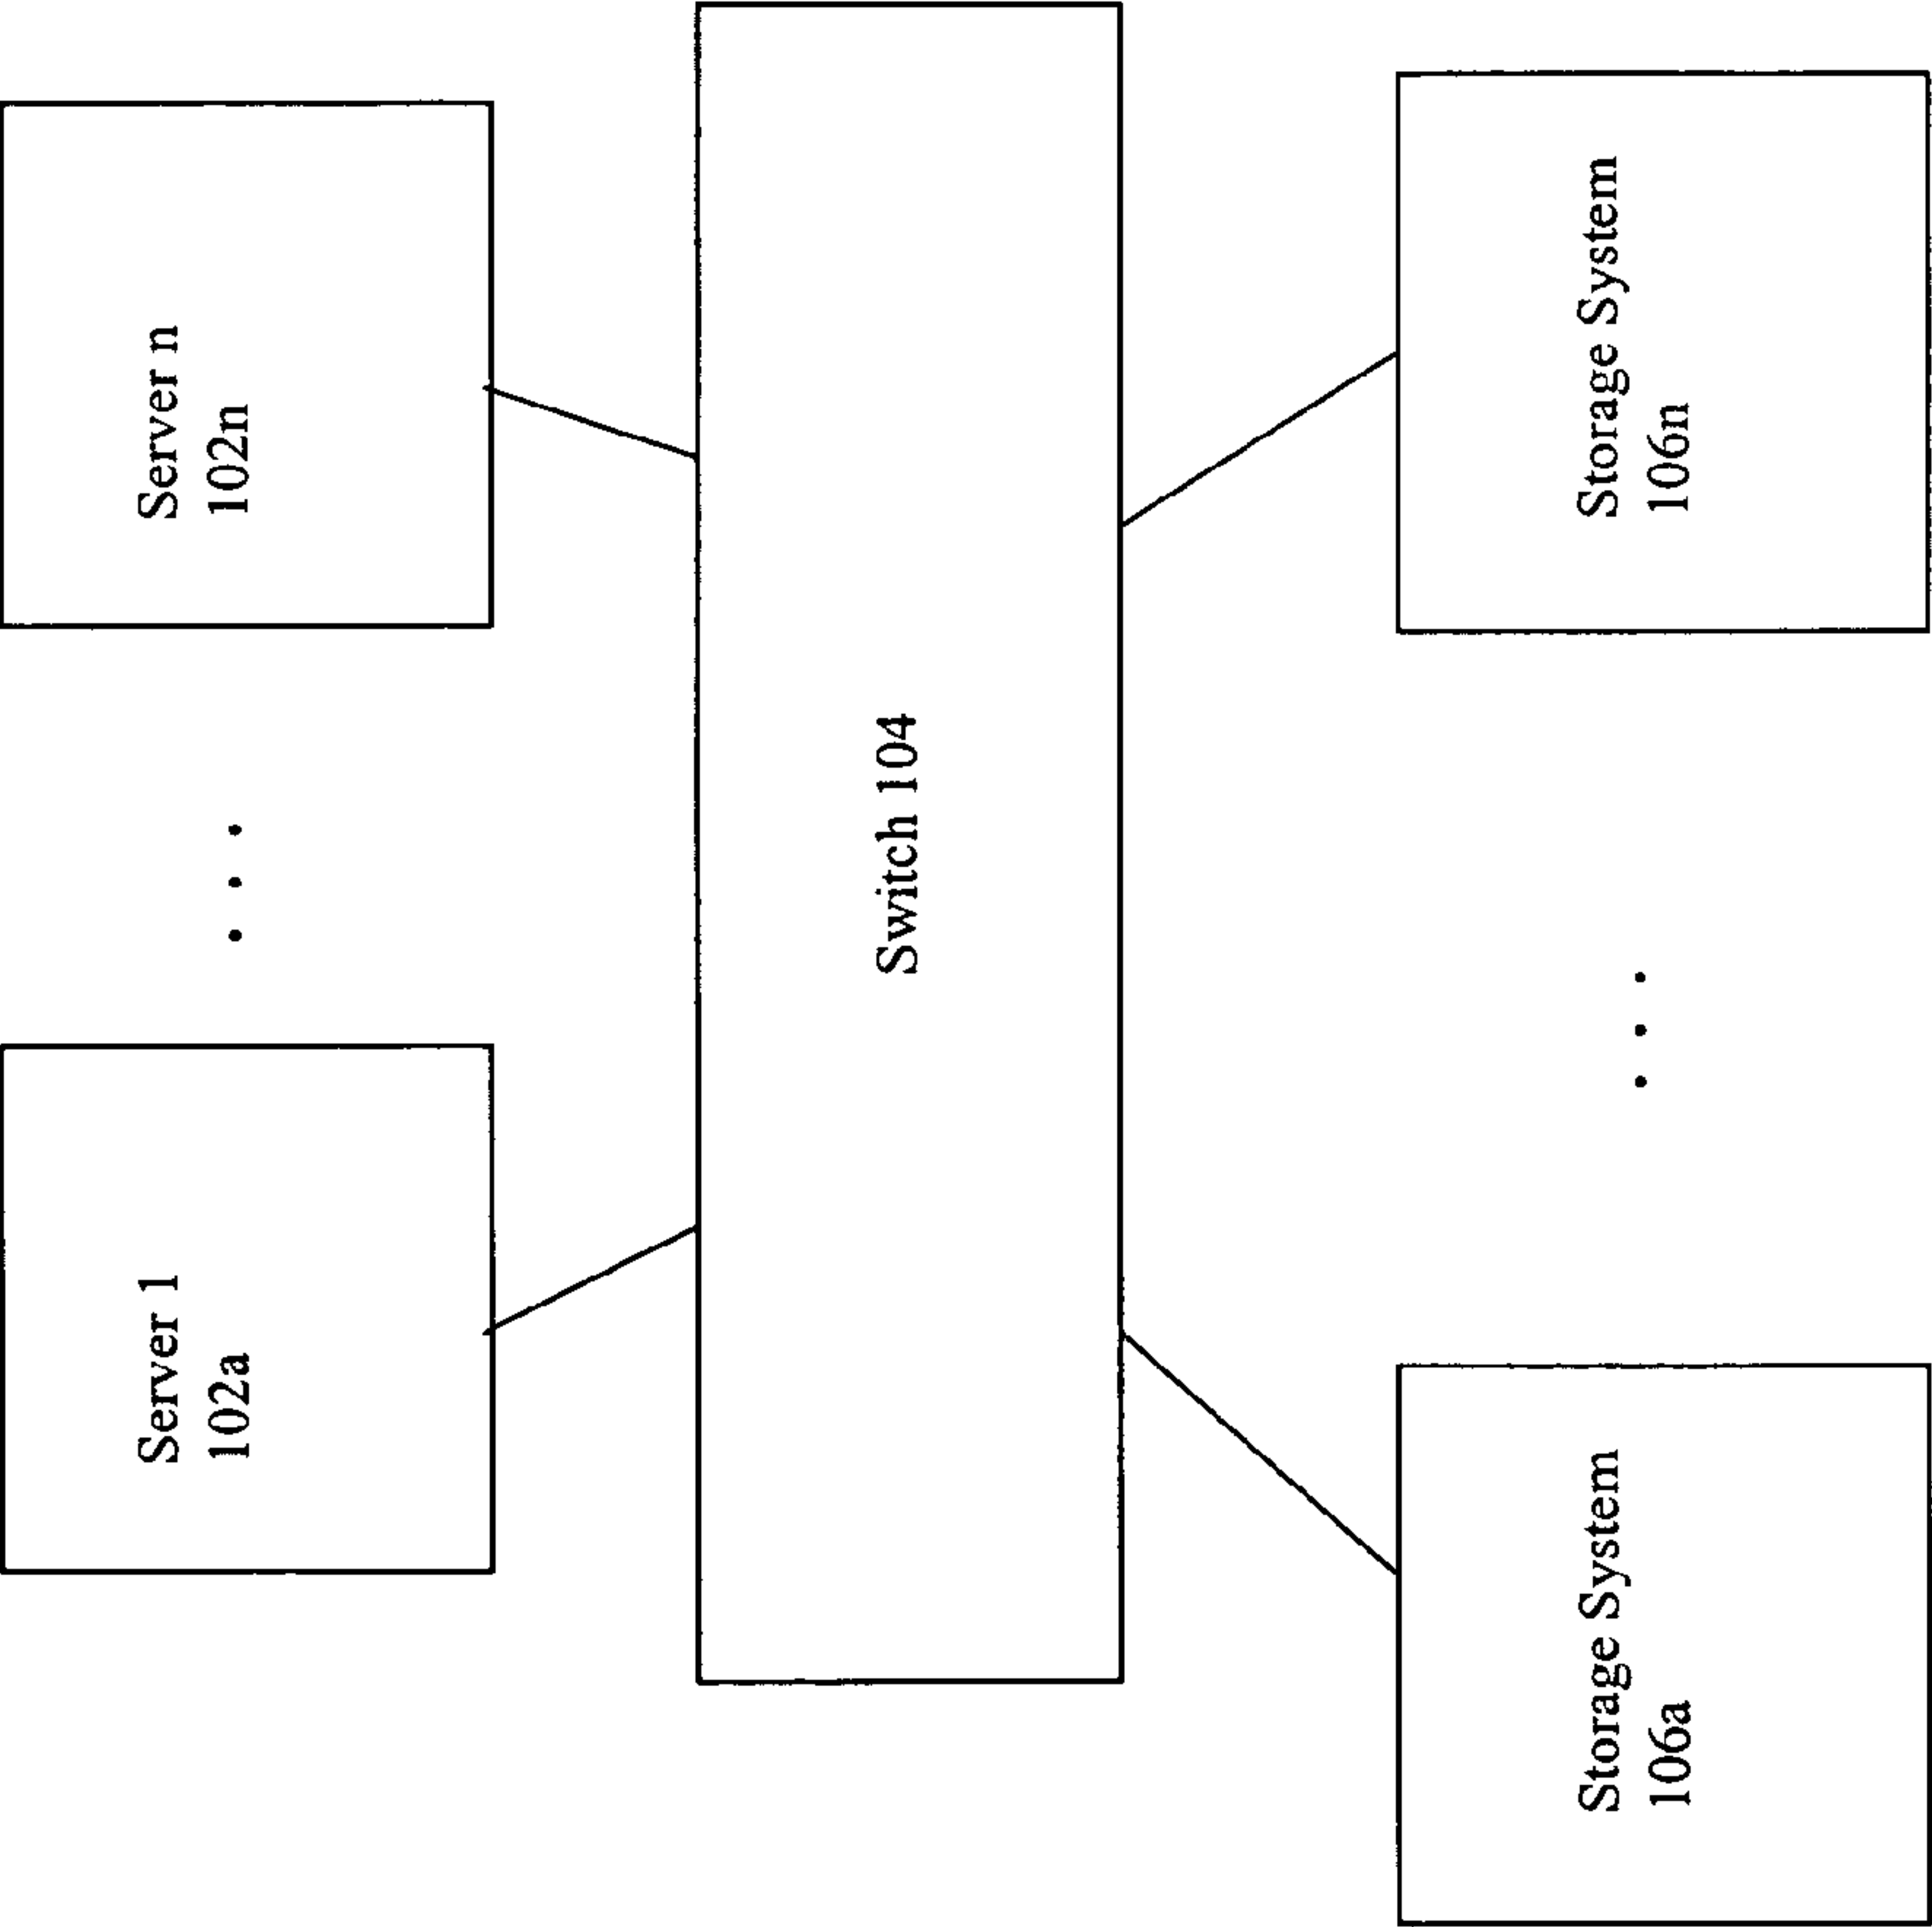 Server 1
102a
. . .
Server n
102n
Switch 104
Storage System
106a
. . .
Storage System
106n